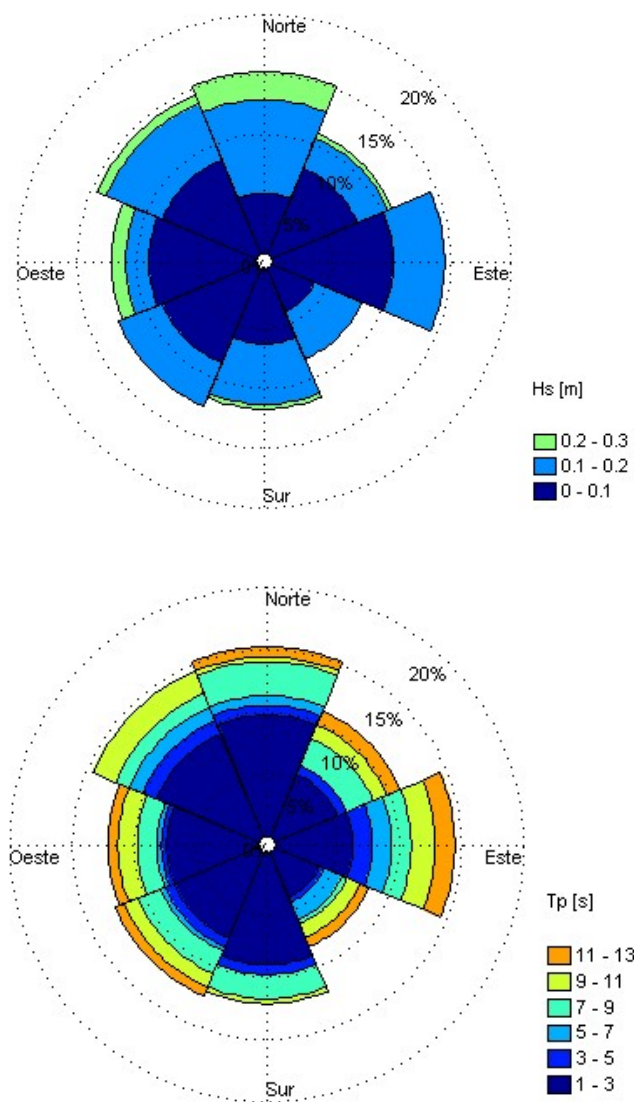 Norte
20%
15%
10%
5%
0%
Oeste
Este
Sur
Hs [m]
0.2 - 0.3
0.1 - 0.2
0 - 0.1
Norte
20%
15%
10%
5%
Oeste
Este
Sur
Tp [s]
11 - 13
9 - 11
7 - 9
5 - 7
3 - 5
1 - 3